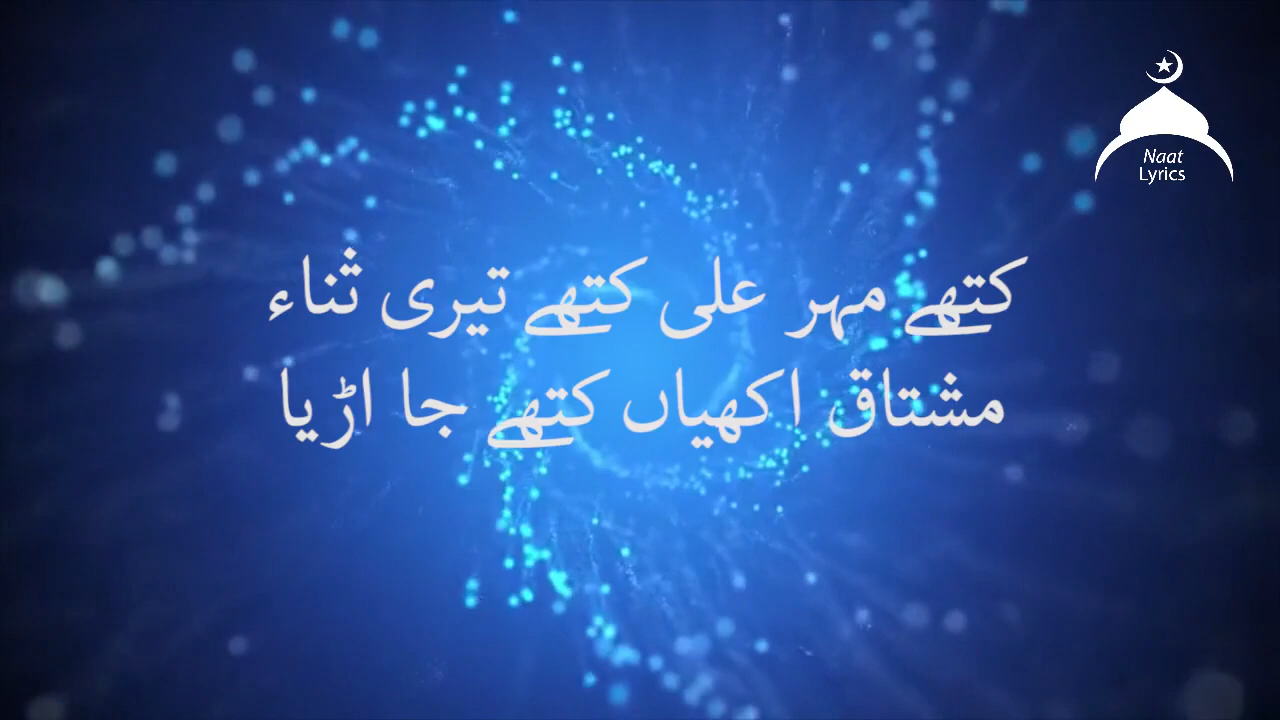 Naat
Lyrics
کتھے مہر علی کتھے تیری ثناء
مشتاق اکھیاں کتھے جا اڑیا